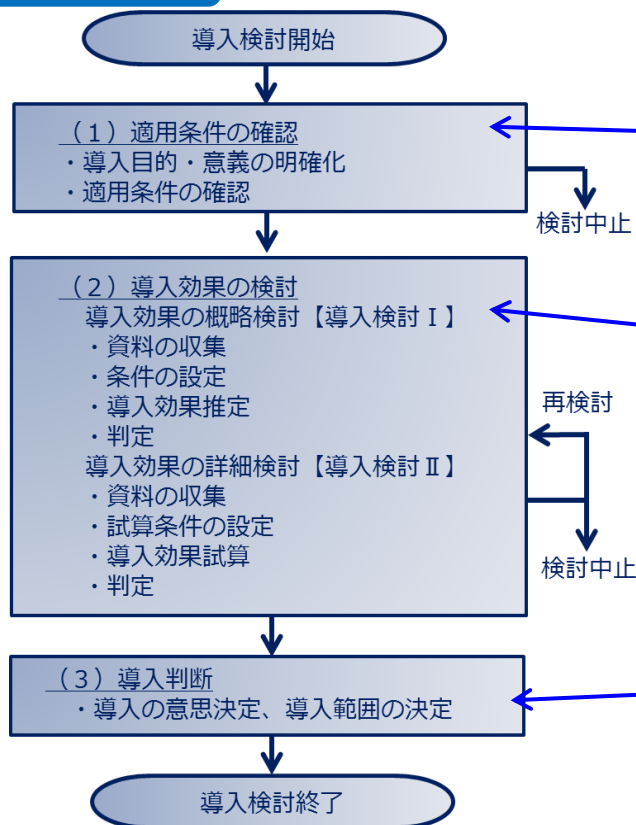 導入検討開始
（１）適用条件の確認
・導入目的・意義の明確化
・適用条件の確認
検討中止
（２）導入効果の検討
導入効果の概略検討【導入検討Ⅰ】
・資料の収集
・条件の設定
・導入効果推定
・判定
導入効果の詳細検討【導入検討Ⅱ】
・資料の収集
・試算条件の設定
・導入効果試算
・判定
再検討
検討中止
（３）導入判断
・導入の意思決定、導入範囲の決定
導入検討終了